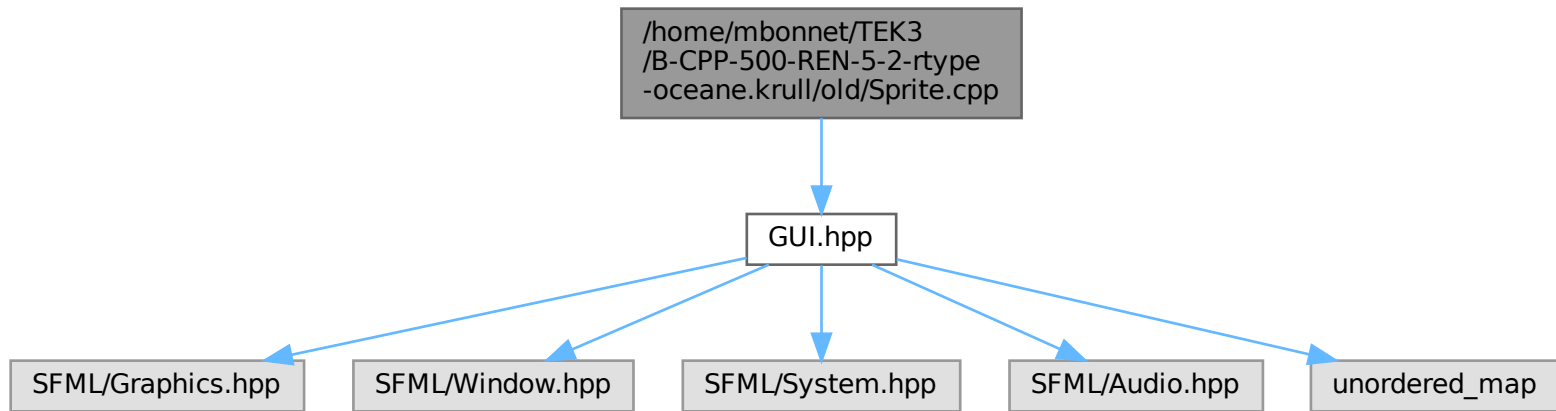 /home/mbonnet/TEK3
/B-CPP-500-REN-5-2-rtype
-oceane.krull/old/Sprite.cpp
GUI.hpp
SFML/Graphics.hpp
SFML/Window.hpp
SFML/System.hpp
SFML/Audio.hpp
unordered_map